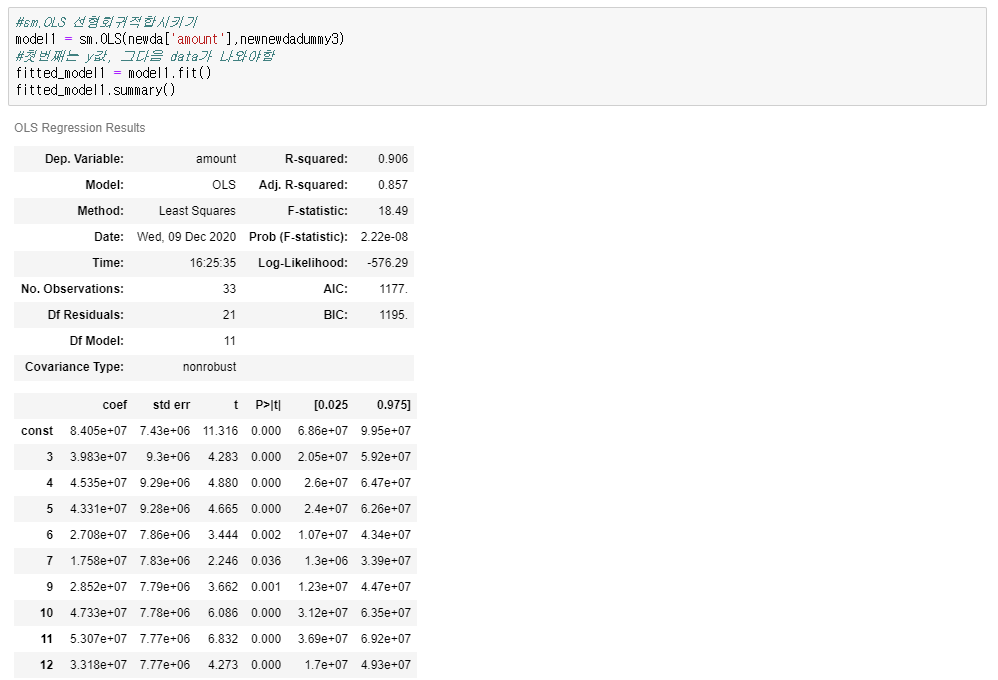 #sm.OLS 선형회귀적합시키기
model1 = sm.OLS(newda['amount'],newnewdadummy3)
#첫번째는 y값, 그다음 data가 나와야함
fitted_model1 = model1.fit()
fitted_model1.summary()
OLS Regression Results
Dep. Variable: amount R-squared: 0.906
Model: OLS Adj. R-squared: 0.857
Method: Least Squares F-statistic: 18.49
Date: Wed, 09 Dec 2020 Prob (F-statistic): 2.22e-08
Time: 16:25:35 Log-Likelihood: -576.29
No. Observations: 33 AIC: 1177.
Df Residuals: 21 BIC: 1195.
Df Model: 11
Covariance Type: nonrobust
coef std err t P>|t| [0.025 0.975]
const 8.405e+07 7.43e+06 11.316 0.000 6.86e+07 9.95e+07
3 3.983e+07 9.3e+06 4.283 0.000 2.05e+07 5.92e+07
4 4.535e+07 9.29e+06 4.880 0.000 2.6e+07 6.47e+07
5 4.331e+07 9.28e+06 4.665 0.000 2.4e+07 6.26e+07
6 2.708e+07 7.86e+06 3.444 0.002 1.07e+07 4.34e+07
7 1.758e+07 7.83e+06 2.246 0.036 1.3e+06 3.39e+07
9 2.852e+07 7.79e+06 3.662 0.001 1.23e+07 4.47e+07
10 4.733e+07 7.78e+06 6.086 0.000 3.12e+07 6.35e+07
11 5.307e+07 7.77e+06 6.832 0.000 3.69e+07 6.92e+07
12 3.318e+07 7.77e+06 4.273 0.000 1.7e+07 4.93e+07